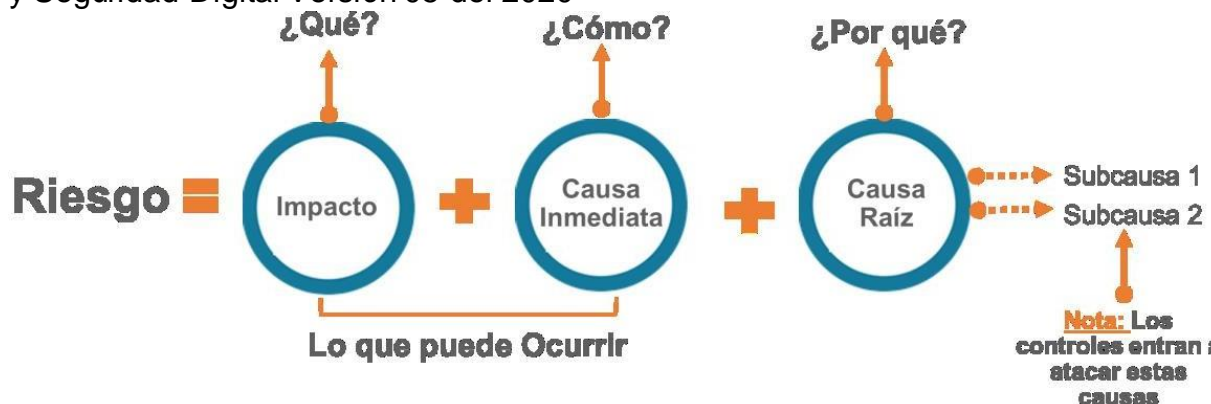 ¿Qué?
¿Cómo?
¿Por qué?
Riesgo =
Impacto
+
Causa
Inmediata
+
Causa
Raíz
Subcausa 1
Subcausa 2
Lo que puede Ocurrir
Nota: Los
controles entran a
atacar estas
causas